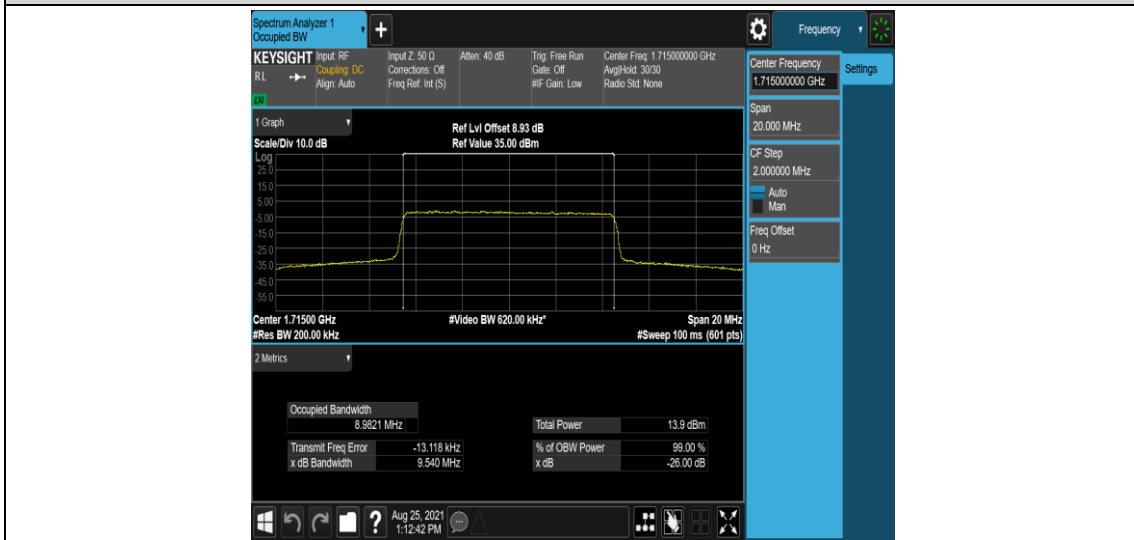 Spectrum Analyzer 1
Occupied BW
+
Frequency
KEYSIGHT
RL
LXI
Input: RF
Coupling: DC
Align: Auto
Input Z: 50 Ω
Corrections: Off
Freq Ref: Int (S)
Atten: 40 dB
Trig: Free Run
Gate: Off
#IF Gain: Low
Center Freq: 1.715000000 GHz
Avg|Hold: 30/30
Radio Std: None
Center Frequency
1.715000000 GHz
Settings
Span
20.000 MHz
CF Step
2.000000 MHz
Auto
Man
Freq Offset
0 Hz
1 Graph
Scale/Div 10.0 dB
Ref Lvl Offset 8.93 dB
Ref Value 35.00 dBm
Log
25.0
15.0
5.00
-5.00
-15.0
-25.0
-35.0
-45.0
-55.0
Center 1.71500 GHz
#Video BW 620.00 kHz*
Span 20 MHz
#Res BW 200.00 kHz
#Sweep 100 ms (601 pts)
2 Metrics
Occupied Bandwidth
8.9821 MHz
Total Power 13.9 dBm
Transmit Freq Error -13.118 kHz
% of OBW Power 99.00 %
x dB Bandwidth 9.540 MHz
x dB -26.00 dB
?
Aug 25, 2021
1:12:42 PM